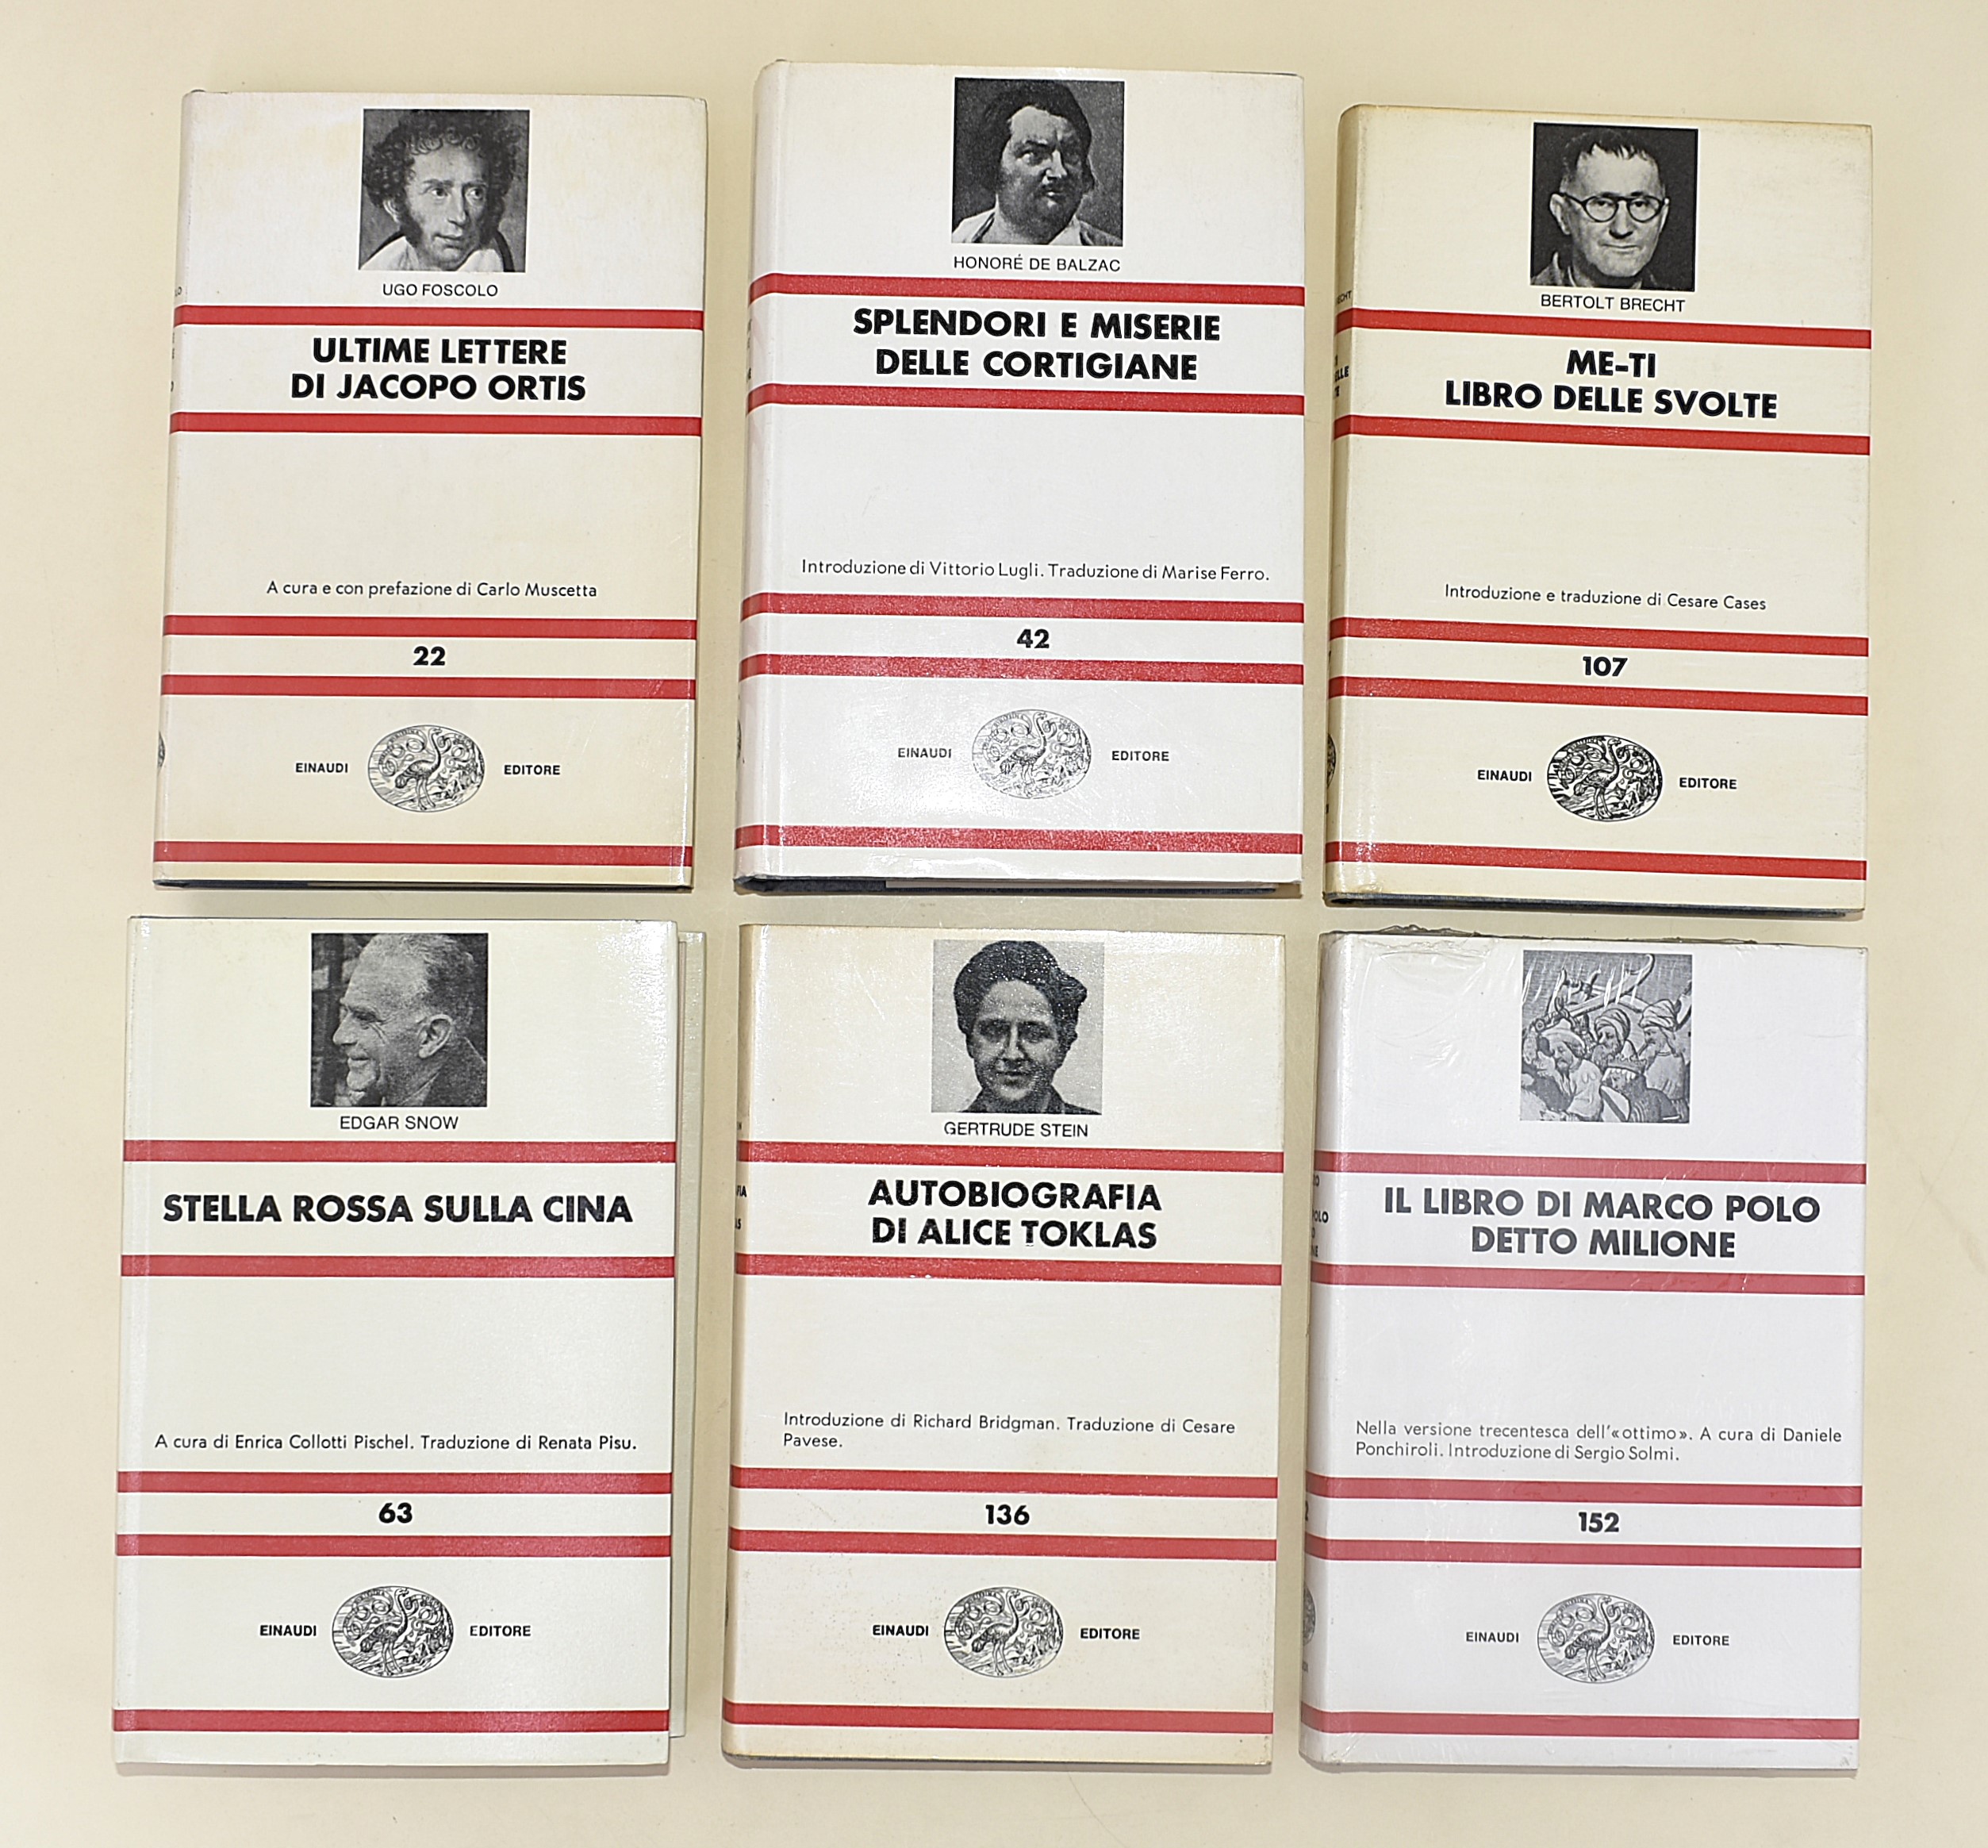 UGO FOSCOLO
ULTIME LETTERE
DI JACOPO ORTIS
A cura e con prefazione di Carlo Muscetta
22
EINAUDI EDITORE
HONORÉ DE BALZAC
SPLENDORI E MISERIE
DELLE CORTIGIANE
Introduzione di Vittorio Lugli. Traduzione di Marise Ferro.
42
EINAUDI EDITORE
BERTOLT BRECHT
ME-TI
LIBRO DELLE SVOLTE
Introduzione e traduzione di Cesare Cases
107
EINAUDI EDITORE
EDGAR SNOW
STELLA ROSSA SULLA CINA
A cura di Enrica Collotti Pischel. Traduzione di Renata Pisu.
63
EINAUDI EDITORE
GERTRUDE STEIN
AUTOBIOGRAFIA
DI ALICE TOKLAS
Introduzione di Richard Bridgman. Traduzione di Cesare
Pavese.
136
EINAUDI EDITORE
IL LIBRO DI MARCO POLO
DETTO MILIONE
Nella versione trecentesca dell'«ottimo». A cura di Daniele
Ponchiroli. Introduzione di Sergio Solmi.
152
EINAUDI EDITORE